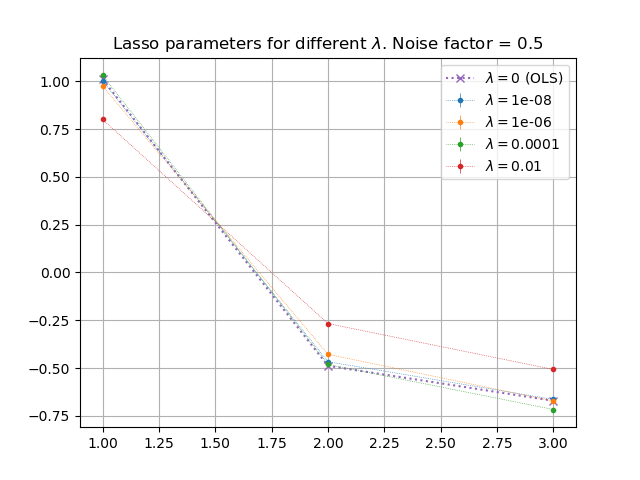 Lasso parameters for different λ. Noise factor = 0.5
λ = 0 (OLS)
λ = 1e-08
λ = 1e-06
λ = 0.0001
λ = 0.01
1.00
0.75
0.50
0.25
0.00
−0.25
−0.50
−0.75
1.00 1.25 1.50 1.75 2.00 2.25 2.50 2.75 3.00